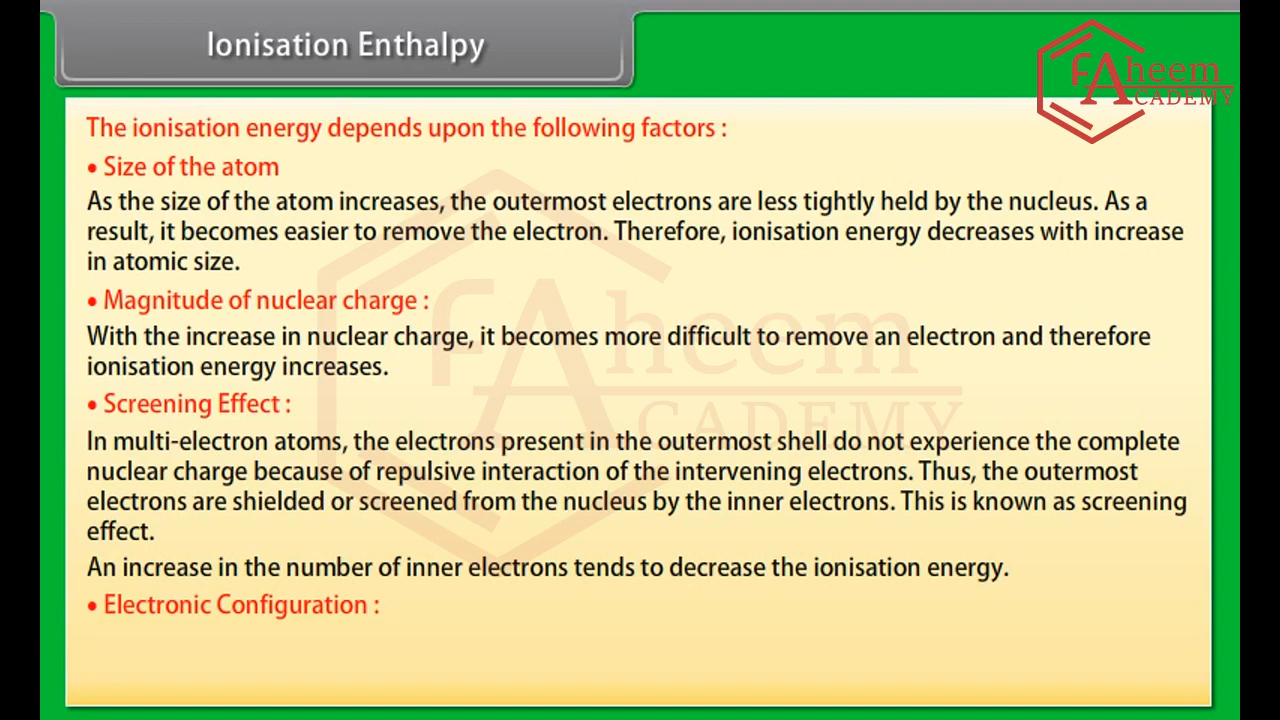 Ionisation Enthalpy
FAheem
ACADEMY
The ionisation energy depends upon the following factors :
• Size of the atom
As the size of the atom increases, the outermost electrons are less tightly held by the nucleus. As a
result, it becomes easier to remove the electron. Therefore, ionisation energy decreases with increase
in atomic size.
• Magnitude of nuclear charge :
With the increase in nuclear charge, it becomes more difficult to remove an electron and therefore
ionisation energy increases.
• Screening Effect :
In multi-electron atoms, the electrons present in the outermost shell do not experience the complete
nuclear charge because of repulsive interaction of the intervening electrons. Thus, the outermost
electrons are shielded or screened from the nucleus by the inner electrons. This is known as screening
effect.
An increase in the number of inner electrons tends to decrease the ionisation energy.
• Electronic Configuration :
FAheem
ACADEMY